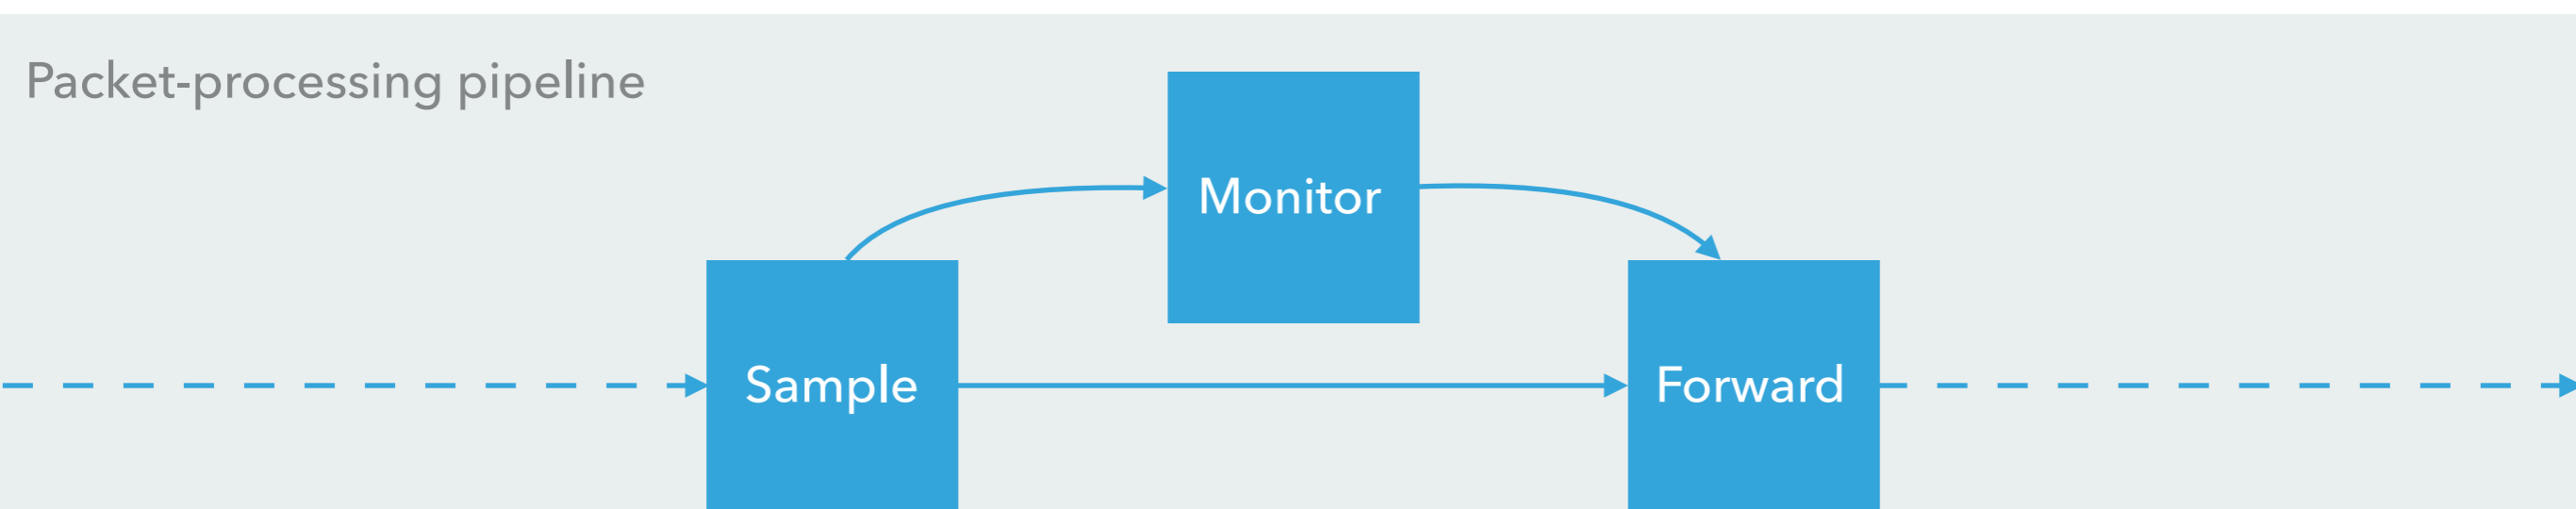 Packet-processing pipeline
Monitor
Sample
Forward